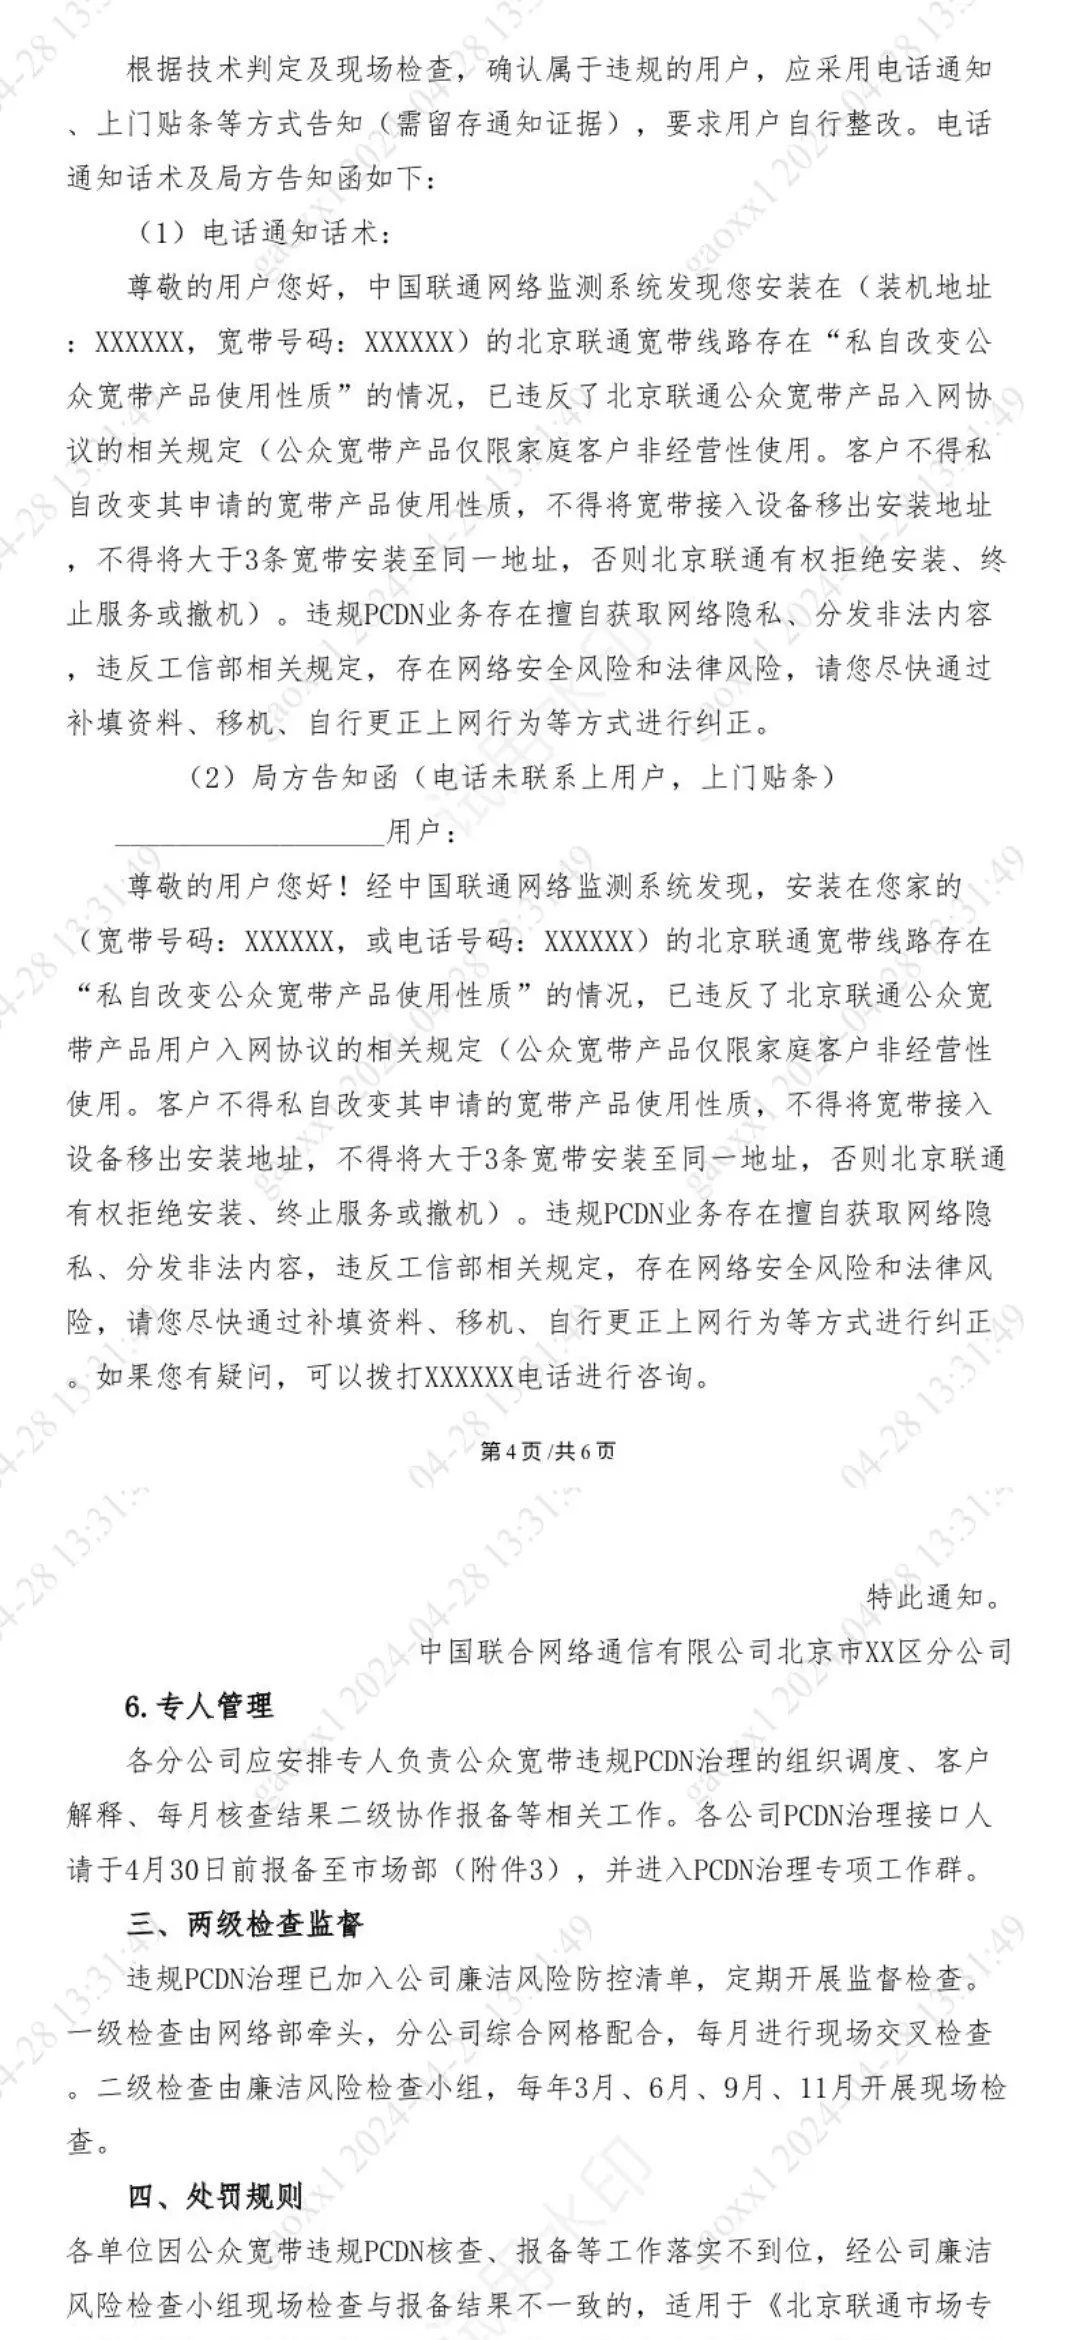 根据技术判定及现场检查，确认属于违规的用户，应采用电话通知
、上门贴条等方式告知（需留存通知证据），要求用户自行整改。电话
通知话术及局方告知函如下：
（1）电话通知话术：
尊敬的用户您好，中国联通网络监测系统发现您安装在（装机地址
：XXXXXX，宽带号码：XXXXXX）的北京联通宽带线路存在“私自改变公
众宽带产品使用性质”的情况，已违反了北京联通公众宽带产品入网协
议的相关规定（公众宽带产品仅限家庭客户非经营性使用。客户不得私
自改变其申请的宽带产品使用性质，不得将宽带接入设备移出安装地址
，不得将大于3条宽带安装至同一地址，否则北京联通有权拒绝安装、终
止服务或撤机）。违规PCDN业务存在擅自获取网络隐私、分发非法内容
，违反工信部相关规定，存在网络安全风险和法律风险，请您尽快通过
补填资料、移机、自行更正上网行为等方式进行纠正。
（2）局方告知函（电话未联系上用户，上门贴条）
__________________用户：
尊敬的用户您好！经中国联通网络监测系统发现，安装在您家的
（宽带号码：XXXXXX，或电话号码：XXXXXX）的北京联通宽带线路存在
“私自改变公众宽带产品使用性质”的情况，已违反了北京联通公众宽
带产品用户入网协议的相关规定（公众宽带产品仅限家庭客户非经营性
使用。客户不得私自改变其申请的宽带产品使用性质，不得将宽带接入
设备移出安装地址，不得将大于3条宽带安装至同一地址，否则北京联通
有权拒绝安装、终止服务或撤机）。违规PCDN业务存在擅自获取网络隐
私、分发非法内容，违反工信部相关规定，存在网络安全风险和法律风
险，请您尽快通过补填资料、移机、自行更正上网行为等方式进行纠正
。如果您有疑问，可以拨打XXXXXX电话进行咨询。
第4页/共6页
特此通知。
中国联合网络通信有限公司北京市XX区分公司
6.专人管理
各分公司应安排专人负责公众宽带违规PCDN治理的组织调度、客户
解释、每月核查结果二级协作报备等相关工作。各公司PCDN治理接口人
请于4月30日前报备至市场部（附件3），并进入PCDN治理专项工作群。
三、两级检查监督
违规PCDN治理已加入公司廉洁风险防控清单，定期开展监督检查。
一级检查由网络部牵头，分公司综合网格配合，每月进行现场交叉检查
。二级检查由廉洁风险检查小组，每年3月、6月、9月、11月开展现场检
查。
四、处罚规则
各单位因公众宽带违规PCDN核查、报备等工作落实不到位，经公司廉洁
风险检查小组现场检查与报备结果不一致的，适用于《北京联通市场专
gaoxx1 2024-04-28 13:31:49
试用水印